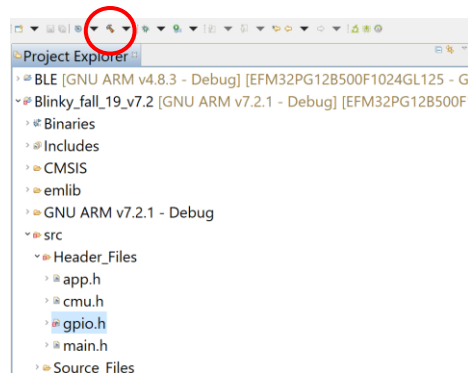 Project Explorer
BLE [GNU ARM v4.8.3 - Debug] [EFM32PG12B500F1024GL125 - G
Blinky_fall_19_v7.2 [GNU ARM v7.2.1 - Debug] [EFM32PG12B500F
Binaries
Includes
CMSIS
emlib
GNU ARM v7.2.1 - Debug
src
Header_Files
app.h
cmu.h
gpio.h
main.h
Source_Files